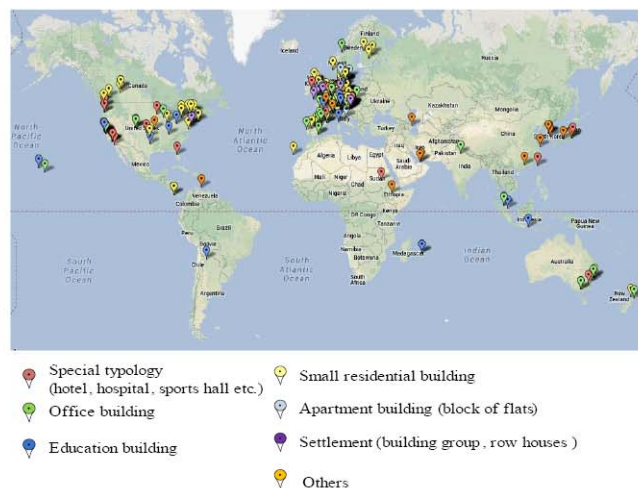 Iceland
Finland
Russia
Canada
Ukraine
Kazakhstan
Mongolia
North
Pacific
Ocean
United States
North
Atlantic
Ocean
Turkey
China
Afghanistan
Pakistan
Mexico
Algeria
Libya
Egypt
Saudi
Arabia
India
Mali
Niger
Sudan
Thailand
Venezuela
Colombia
Nigeria
Ethiopia
DR Congo
Kenya
Tanzania
Papua New
Guinea
Peru
Brazil
Bolivia
Angola
Namibia
Madagascar
Indian
Ocean
South
Pacific
Ocean
Chile
South
Atlantic
Ocean
Botswana
South
Africa
Australia
Argentina
New
Zealand
Special typology
(hotel, hospital, sports hall etc.)
Office building
Education building
Small residential building
Apartment building (block of flats)
Settlement (building group, row houses )
Others